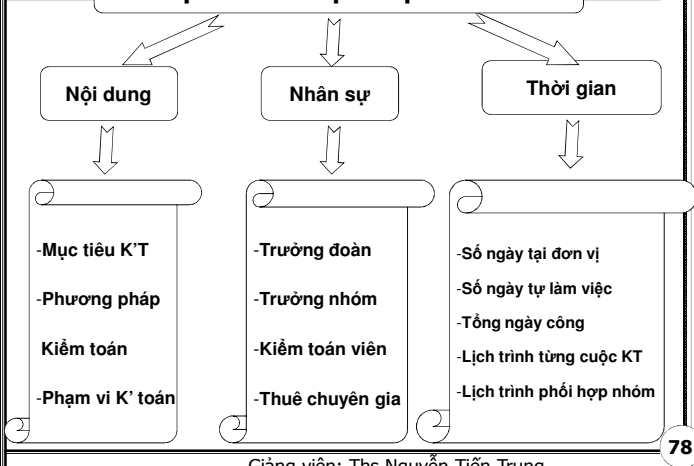 Nội dung
Nhân sự
Thời gian
-Mục tiêu K'T
-Phương pháp
Kiểm toán
-Phạm vi K' toán
-Trưởng đoàn
-Trưởng nhóm
-Kiểm toán viên
-Thuê chuyên gia
-Số ngày tại đơn vị
-Số ngày tự làm việc
-Tổng ngày công
-Lịch trình từng cuộc KT
-Lịch trình phối hợp nhóm
78
Giảng viên: Ths Nguyễn Tiến Trung